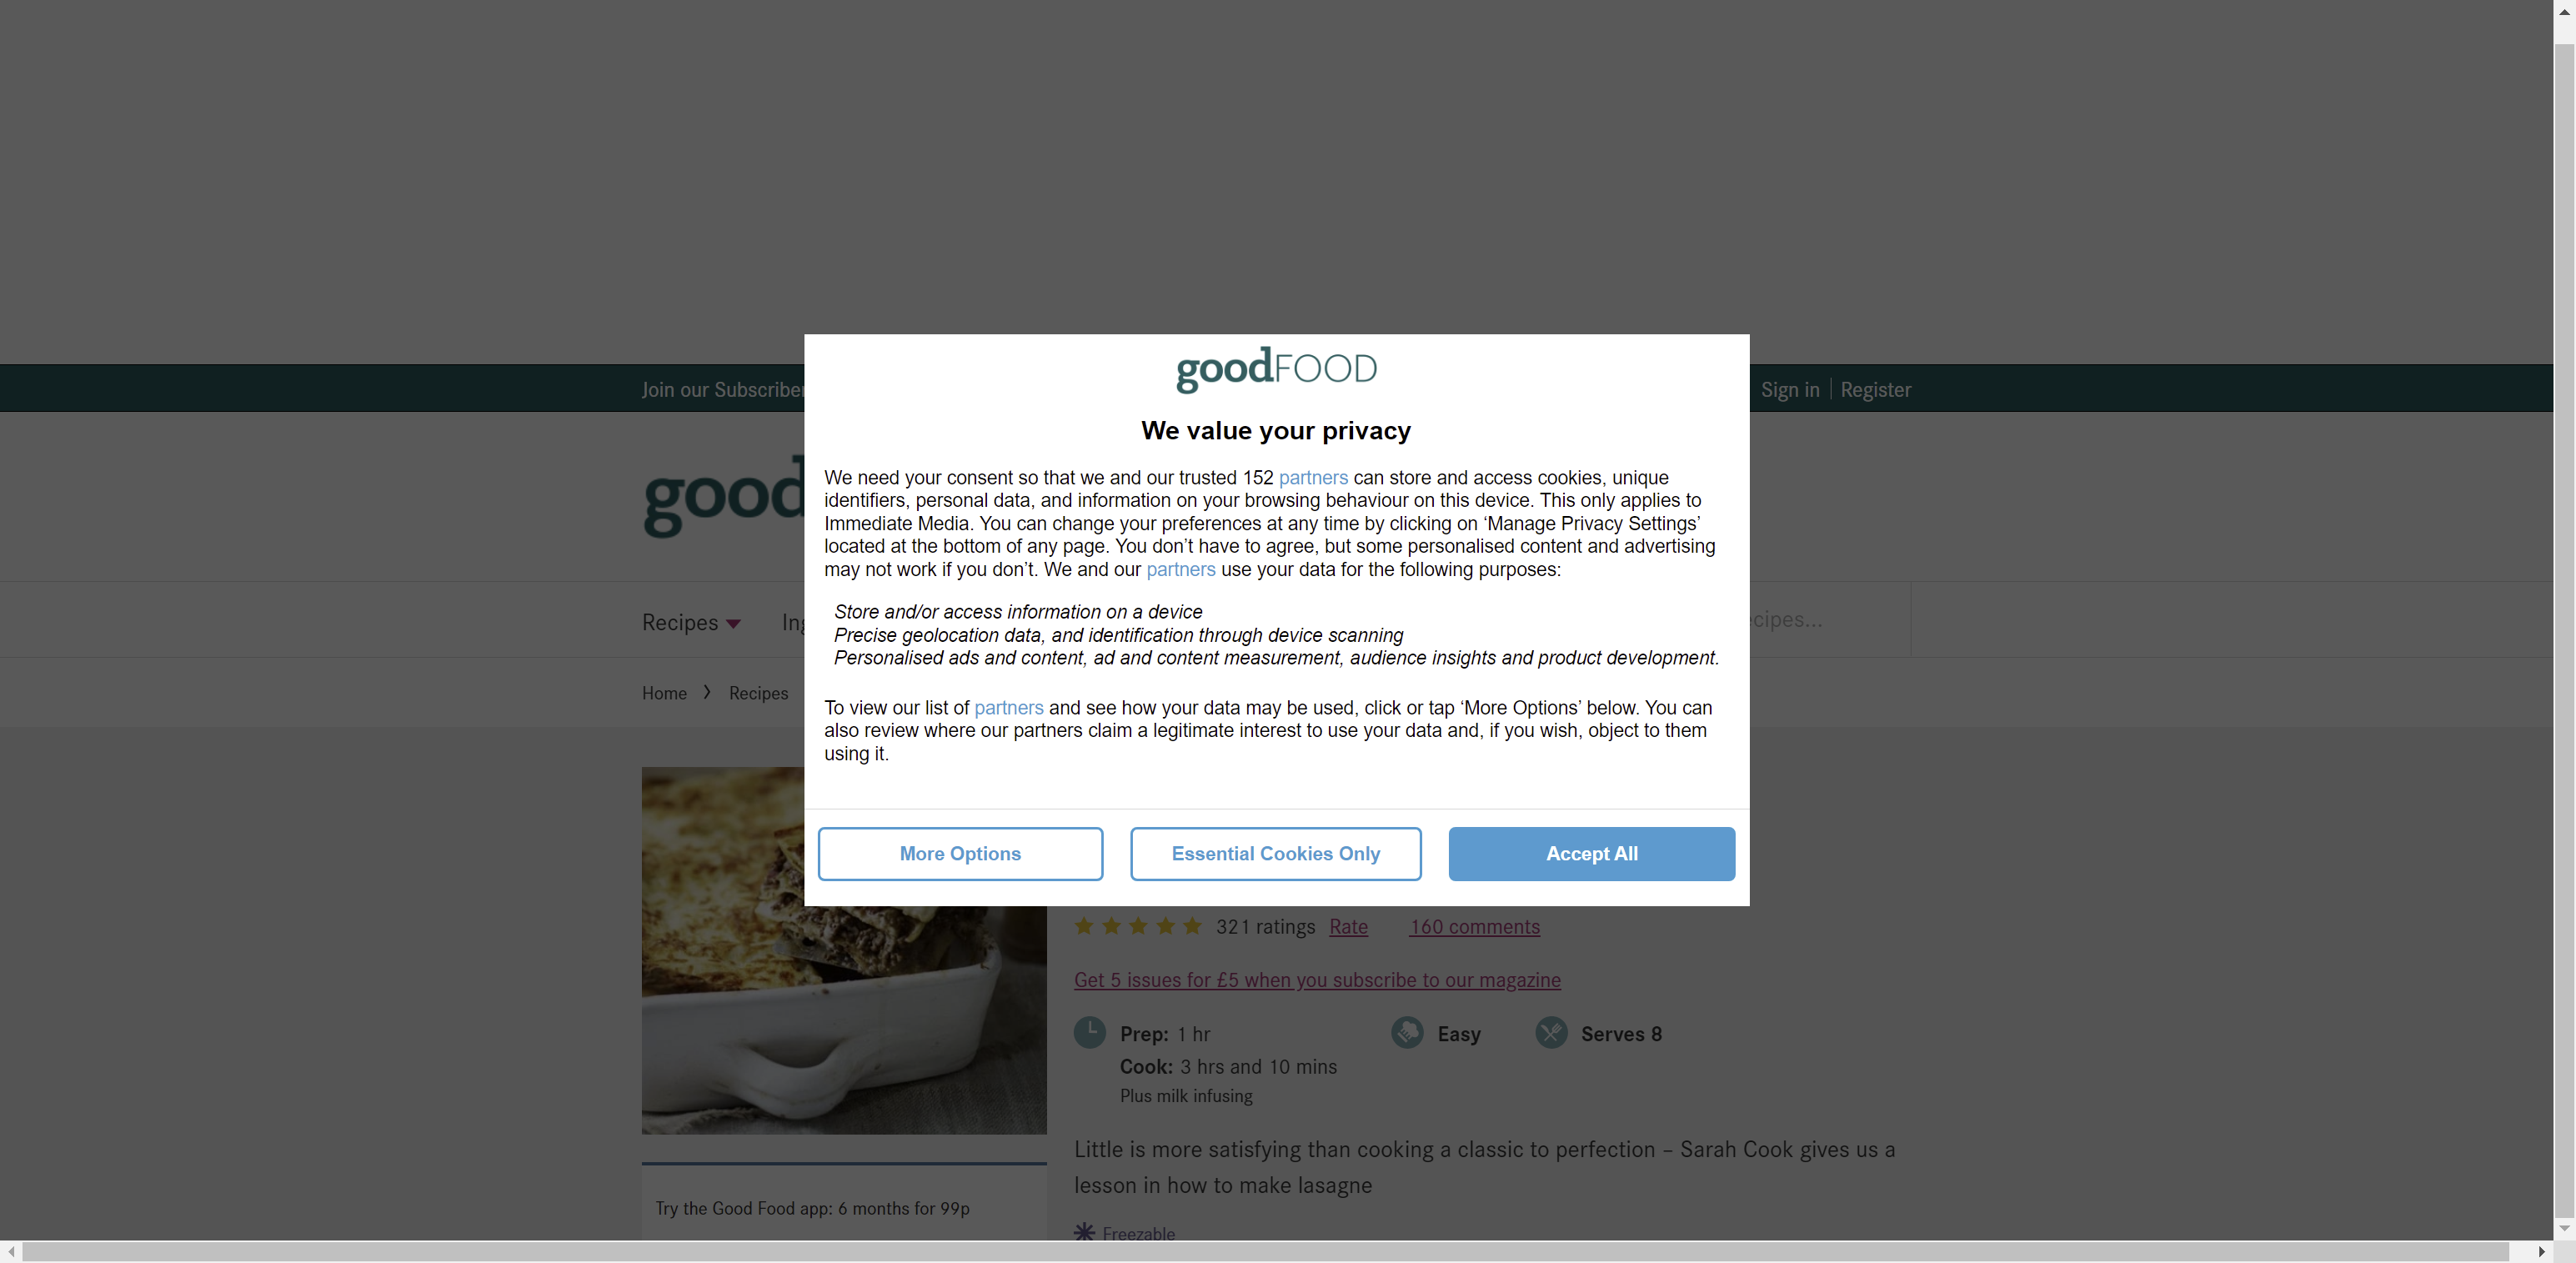 Join our Subscriber
Sign in
Register
good
goodFOOD
We value your privacy
We need your consent so that we and our trusted 152 partners can store and access cookies, unique
identifiers, personal data, and information on your browsing behaviour on this device. This only applies to
Immediate Media. You can change your preferences at any time by clicking on ‘Manage Privacy Settings’
located at the bottom of any page. You don’t have to agree, but some personalised content and advertising
may not work if you don’t. We and our partners use your data for the following purposes:
Store and/or access information on a device
Precise geolocation data, and identification through device scanning
Personalised ads and content, ad and content measurement, audience insights and product development.
To view our list of partners and see how your data may be used, click or tap ‘More Options’ below. You can
also review where our partners claim a legitimate interest to use your data and, if you wish, object to them
using it.
More Options
Essential Cookies Only
Accept All
Recipes
Home
Recipes
321 ratings Rate 160 comments
Get 5 issues for £5 when you subscribe to our magazine
Prep: 1 hr
Cook: 3 hrs and 10 mins
Plus milk infusing
Easy
Serves 8
Little is more satisfying than cooking a classic to perfection – Sarah Cook gives us a
lesson in how to make lasagne
Freezable
Try the Good Food app: 6 months for 99p